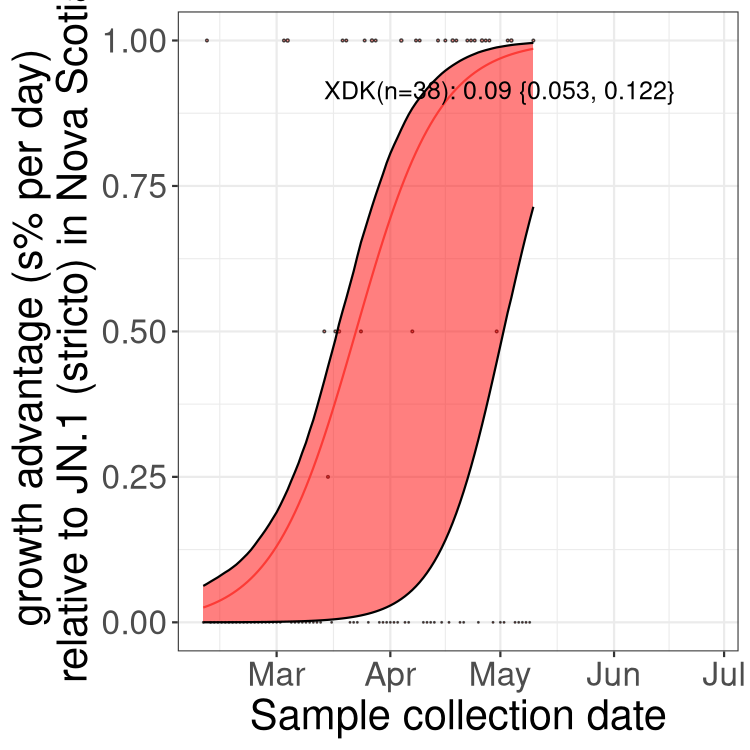 growth advantage (s% per day)
relative to JN.1 (stricto) in Nova Scotia
1.00
0.75
0.50
0.25
0.00
XDK(n=38): 0.09 {0.053, 0.122}
Mar Apr May Jun Jul
Sample collection date